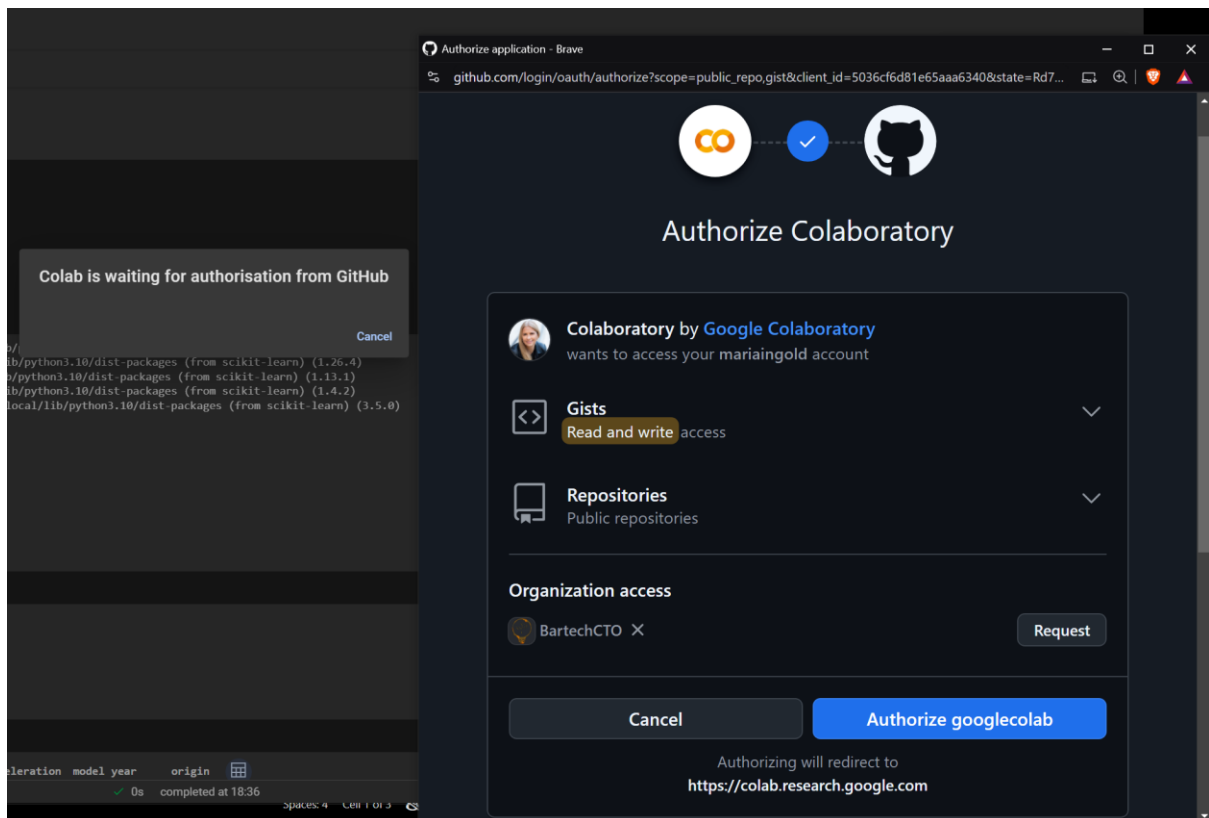 Authorize application - Brave
github.com/login/oauth/authorize?scope=public_repo,gist&client_id=5036cf6d81e65aaa6340&state=Rd7...
CO
Authorize Colaboratory
Colab is waiting for authorisation from GitHub
Cancel
ib/python3.10/dist-packages (from scikit-learn) (1.26.4)
b/python3.10/dist-packages (from scikit-learn) (1.13.1)
ib/python3.10/dist-packages (from scikit-learn) (1.4.2)
local/lib/python3.10/dist-packages (from scikit-learn) (3.5.0)
Colaboratory by Google Colaboratory
wants to access your mariaingold account
Gists
Read and write access
Repositories
Public repositories
Organization access
BartechCTO
Request
Cancel
Authorize googlecolab
Authorizing will redirect to
https://colab.research.google.com
eleration model year origin
0s completed at 18:36
Spaces: 4 Cell 1 of 3